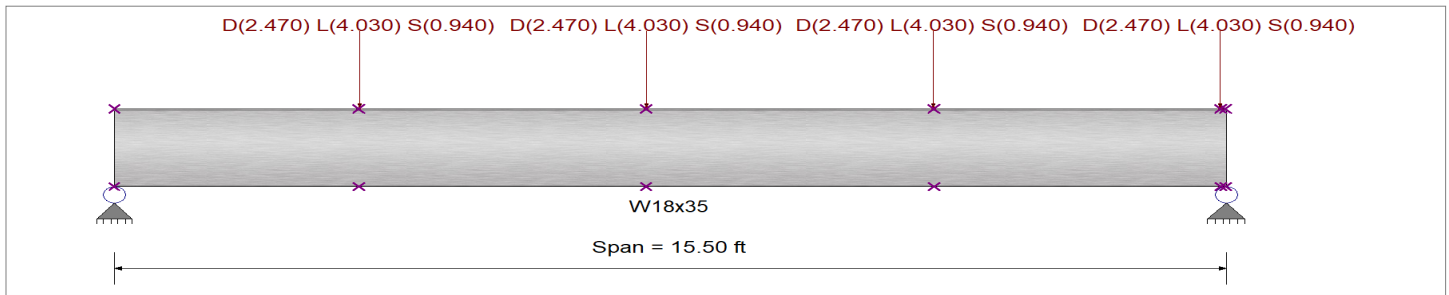 D(2.470) L(4.030) S(0.940) D(2.470) L(4.030) S(0.940) D(2.470) L(4.030) S(0.940) D(2.470) L(4.030) S(0.940)
W18x35
Span = 15.50 ft